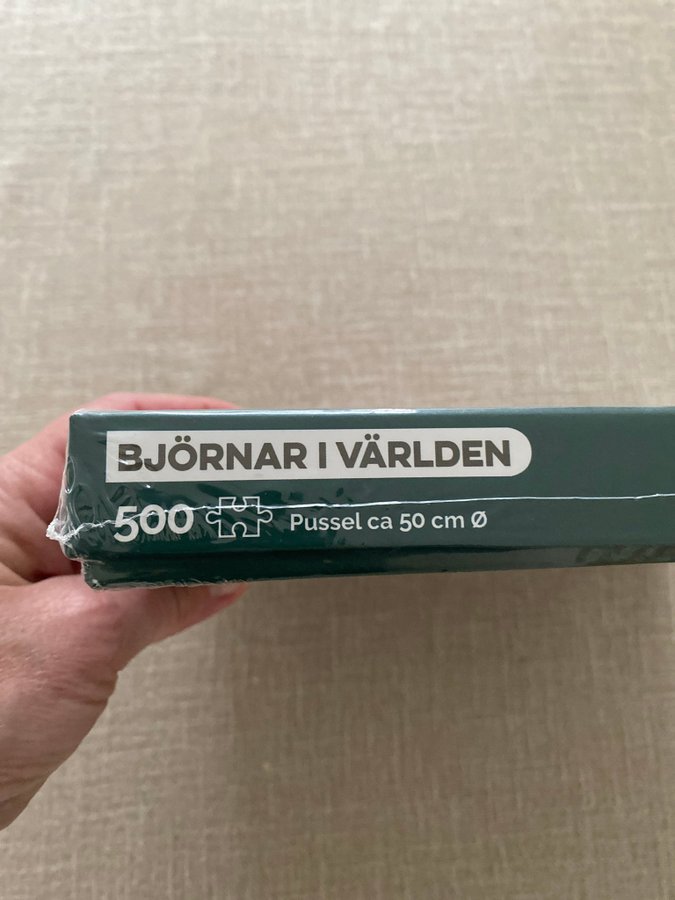 BJÖRNAR I VÄRLDEN
500 Pussel ca 50 cm Ø